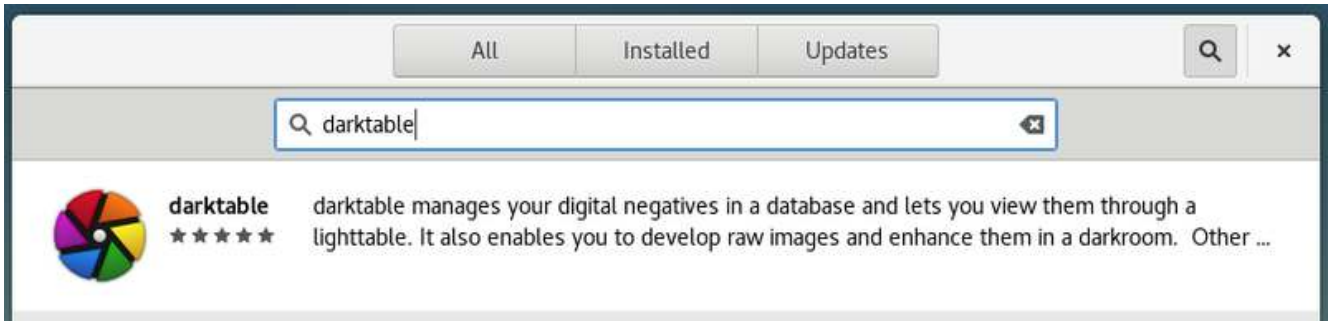 All Installed Updates
darktable
darktable darktable manages your digital negatives in a database and lets you view them through a
lighttable. It also enables you to develop raw images and enhance them in a darkroom.  Other ...